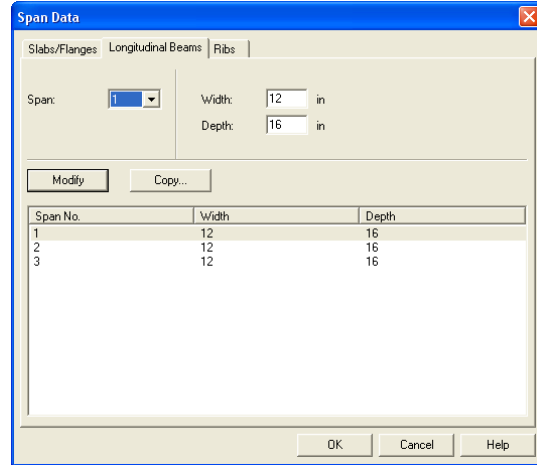 Span Data
Slabs/Flanges Longitudinal Beams Ribs
Span: 1 Width: 12 in
Depth: 16 in
Modify Copy...
Span No. Width Depth
1 12 16
2 12 16
3 12 16
OK Cancel Help